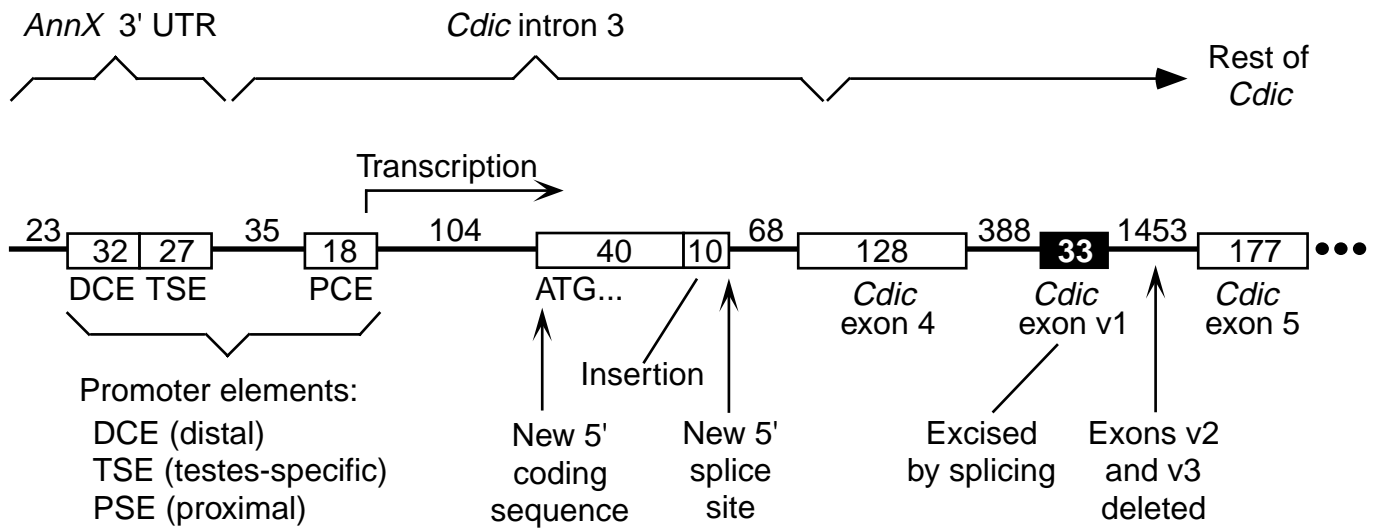 AnnX 3' UTR
Cdic intron 3
Rest of
Cdic
Transcription
23 32 27 35 18 104 40 10 68 128 388 33 1453 177
DCE TSE PCE ATG...
Cdic
exon 4
Cdic
exon v1
Cdic
exon 5
Insertion
Promoter elements:
DCE (distal)
TSE (testes-specific)
PSE (proximal)
New 5'
coding
sequence
New 5'
splice
site
Excised
by splicing
Exons v2
and v3
deleted